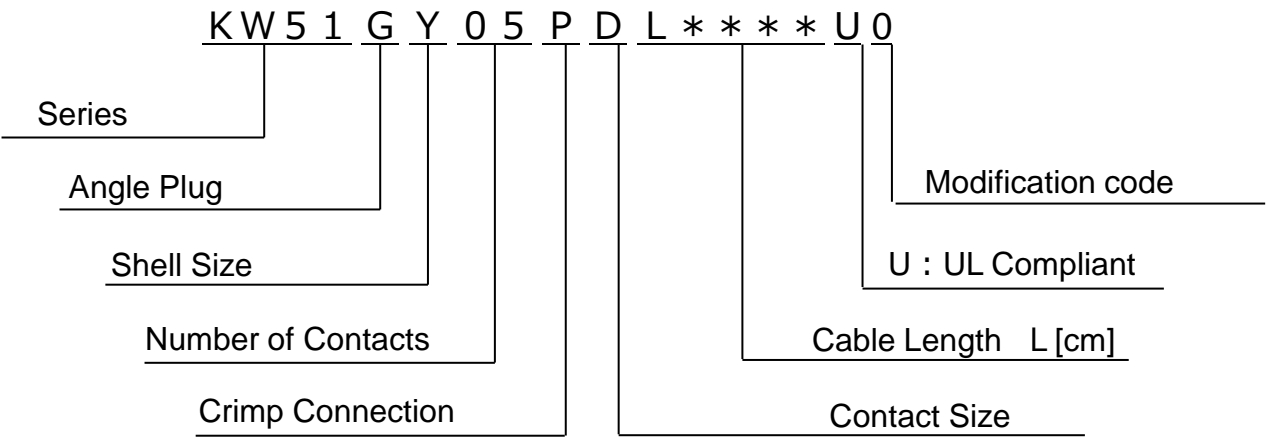 KW51GY05PDL＊＊＊＊U0
Series
Angle Plug
Modification code
Shell Size
U：UL Compliant
Number of Contacts
Cable Length L [cm]
Crimp Connection
Contact Size